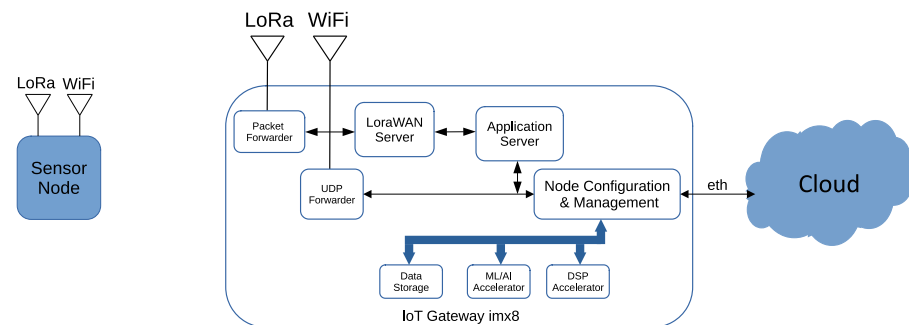 LoRa WiFi
LoRa WiFi
Packet
Forwarder
LoraWAN
Server
Application
Server
Sensor
Node
UDP
Forwarder
Node Configuration
& Management
eth
Cloud
Data
Storage
ML/AI
Accelerator
DSP
Accelerator
IoT Gateway imx8